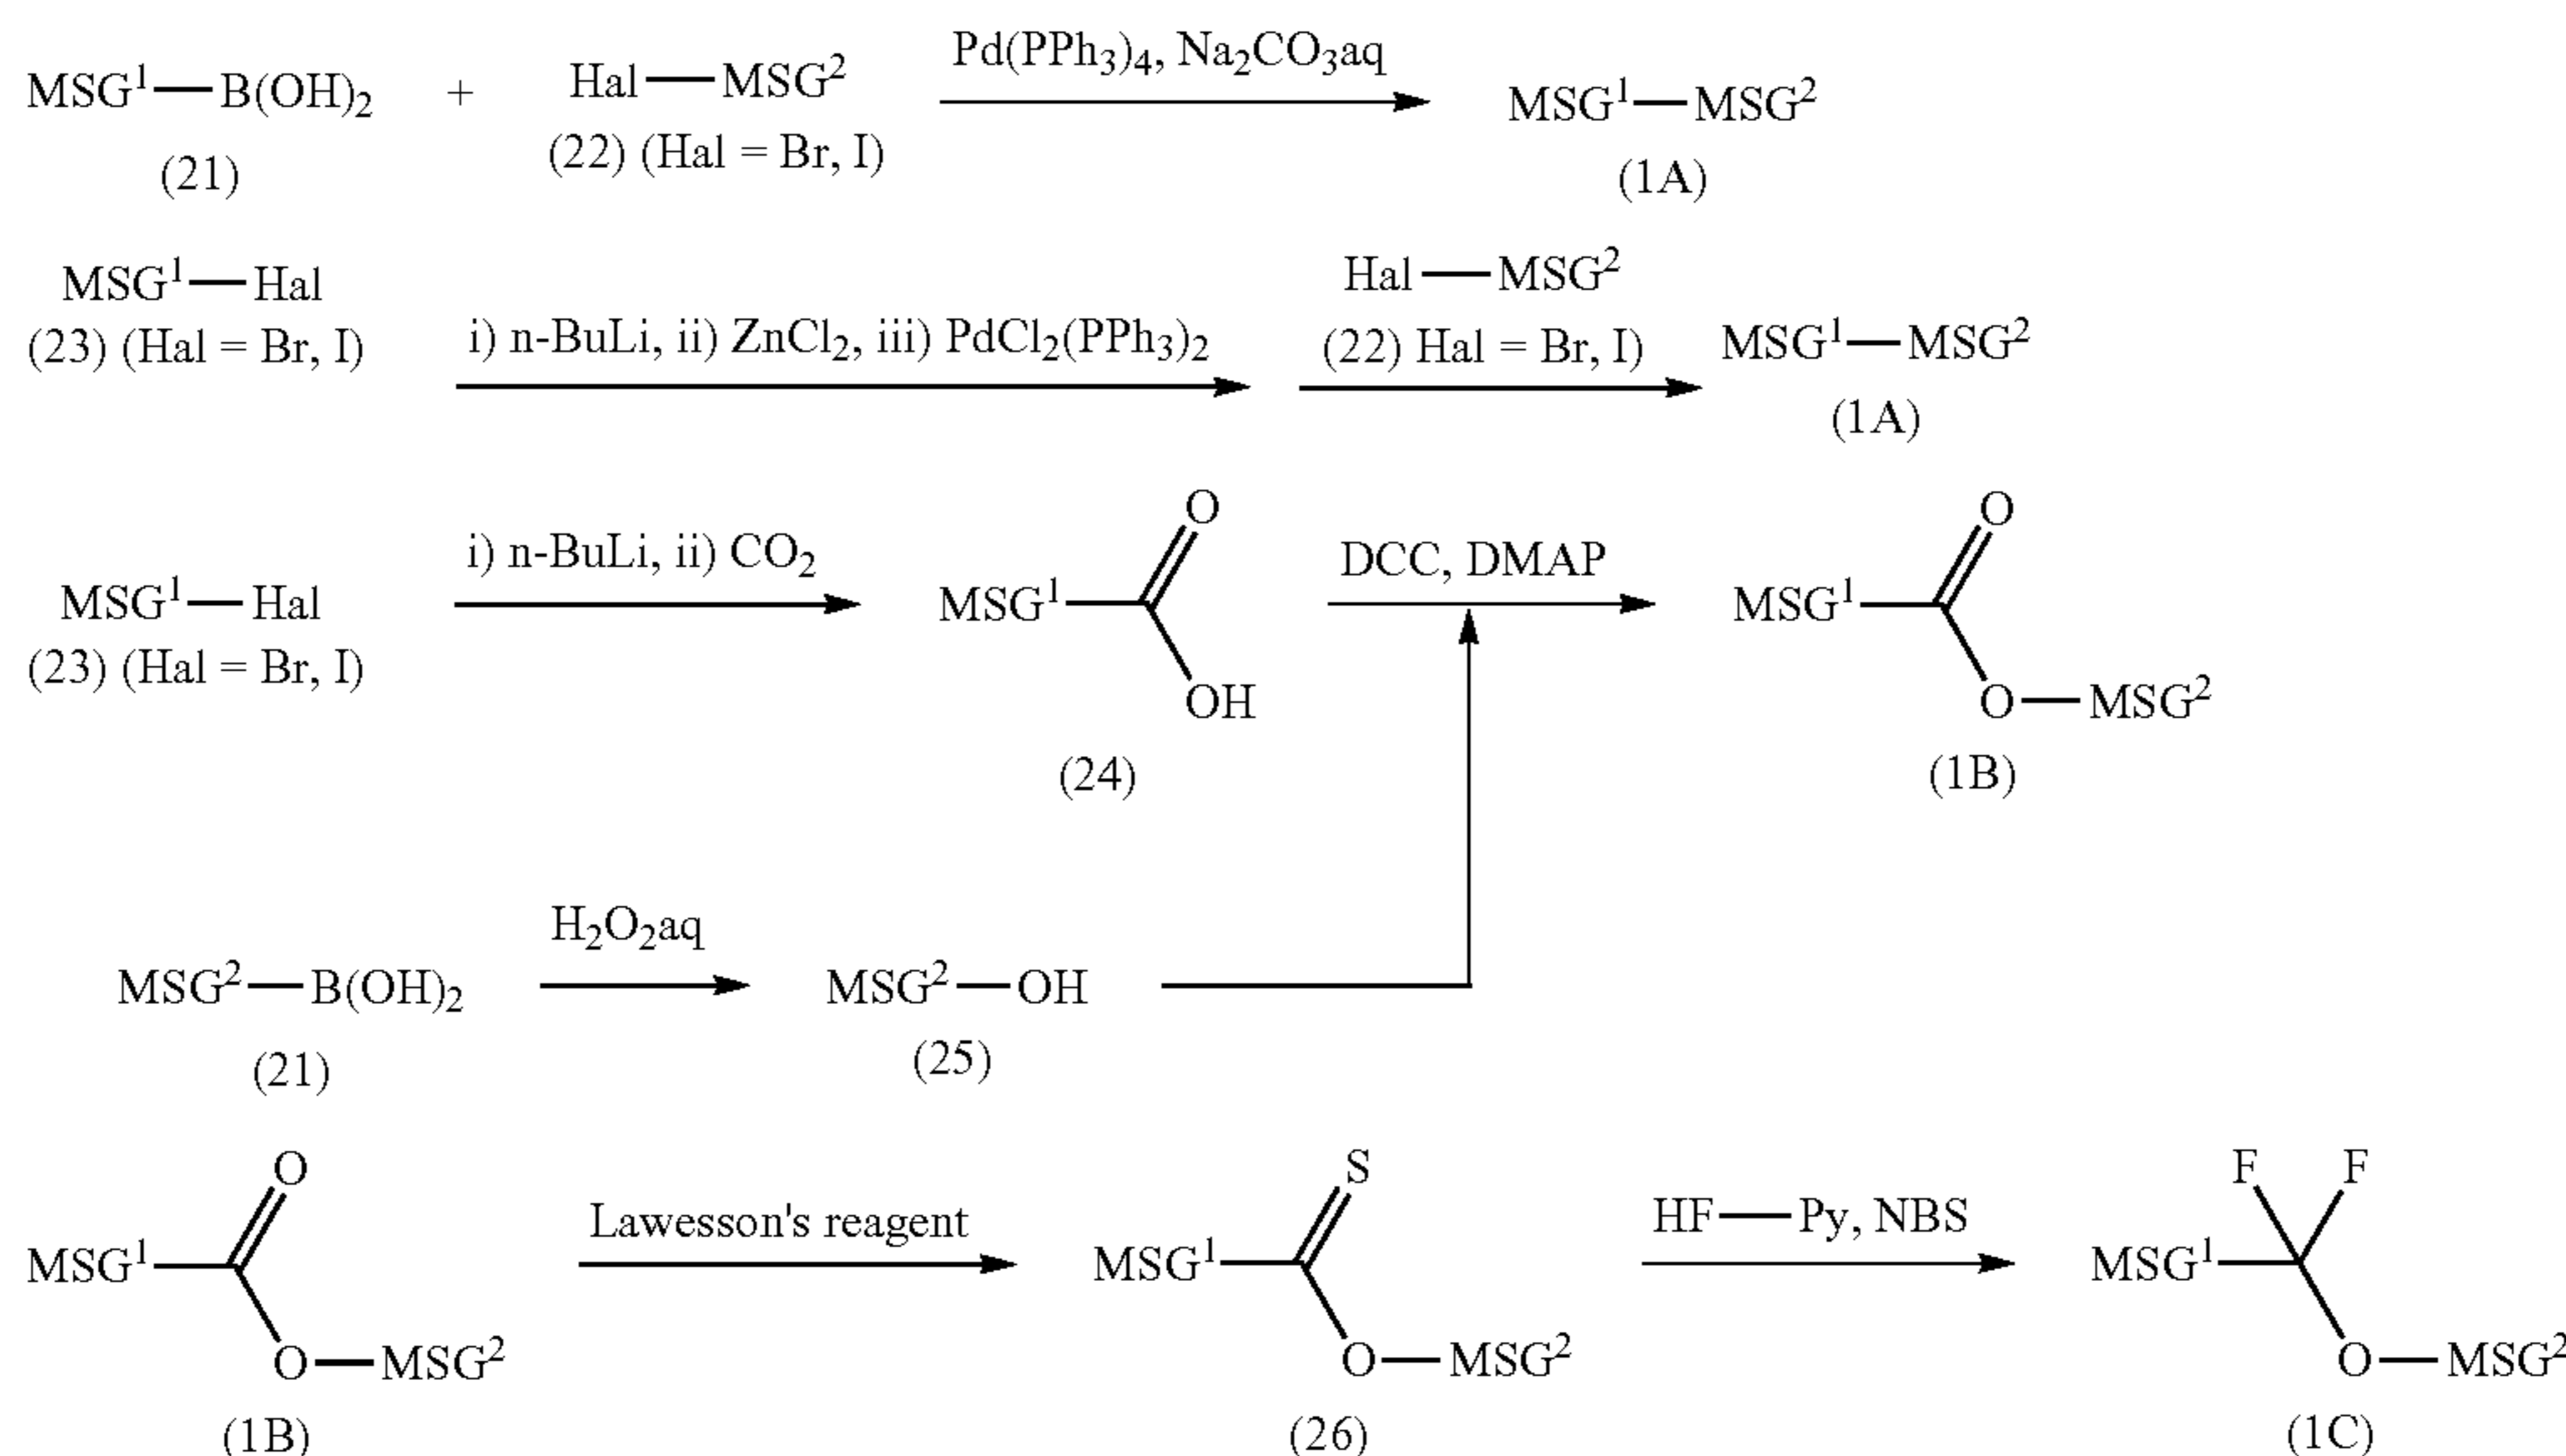 MSG¹—B(OH)₂ + Hal—MSG² Pd(PPh₃)₄, Na₂CO₃aq MSG¹—MSG²
(21) (22) (Hal = Br, I) (1A)
MSG¹—Hal Hal—MSG²
(23) (Hal = Br, I) i) n-BuLi, ii) ZnCl₂, iii) PdCl₂(PPh₃)₂ (22) Hal = Br, I) MSG¹—MSG²
(1A)
O O
i) n-BuLi, ii) CO₂ DCC, DMAP
MSG¹—Hal MSG¹ MSG¹
(23) (Hal = Br, I) OH O—MSG²
(24) (1B)
H₂O₂aq
MSG²—B(OH)₂ MSG²—OH
(21) (25)
O S F F
Lawesson's reagent HF—Py, NBS
MSG¹ MSG¹ MSG¹
O—MSG² O—MSG² O—MSG²
(1B) (26) (1C)